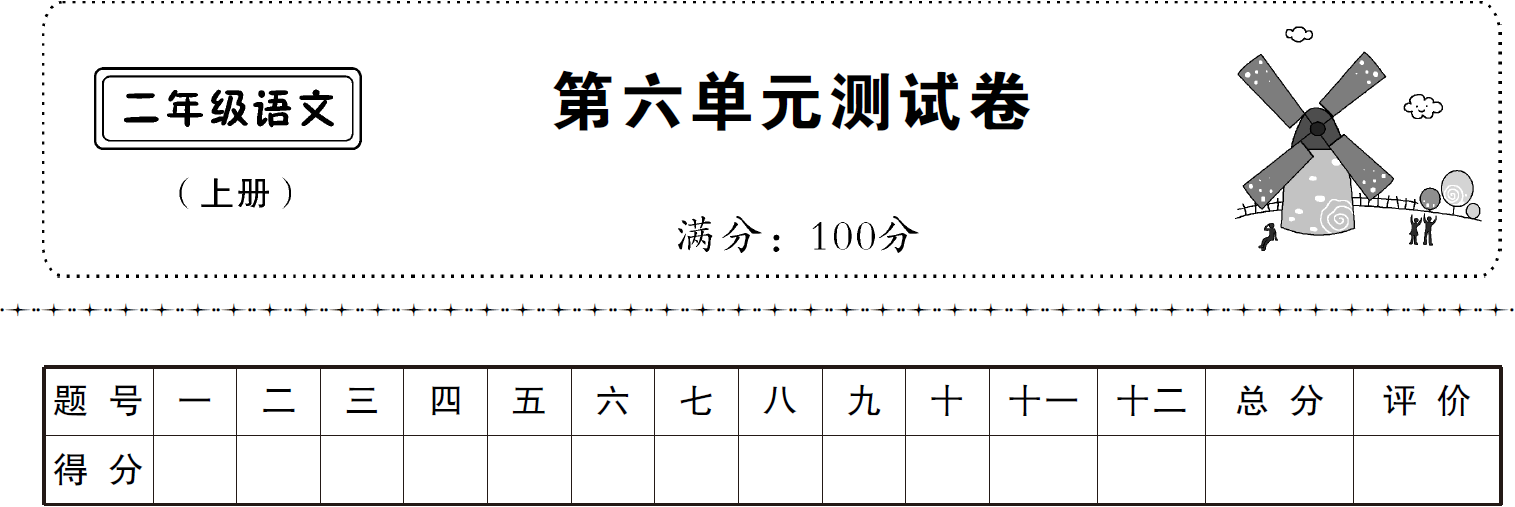 二年级语文
（上册）
第六单元测试卷
满分：100分
题 号 一 二 三 四 五 六 七 八 九 十 十一 十二 总 分 评 价
得 分